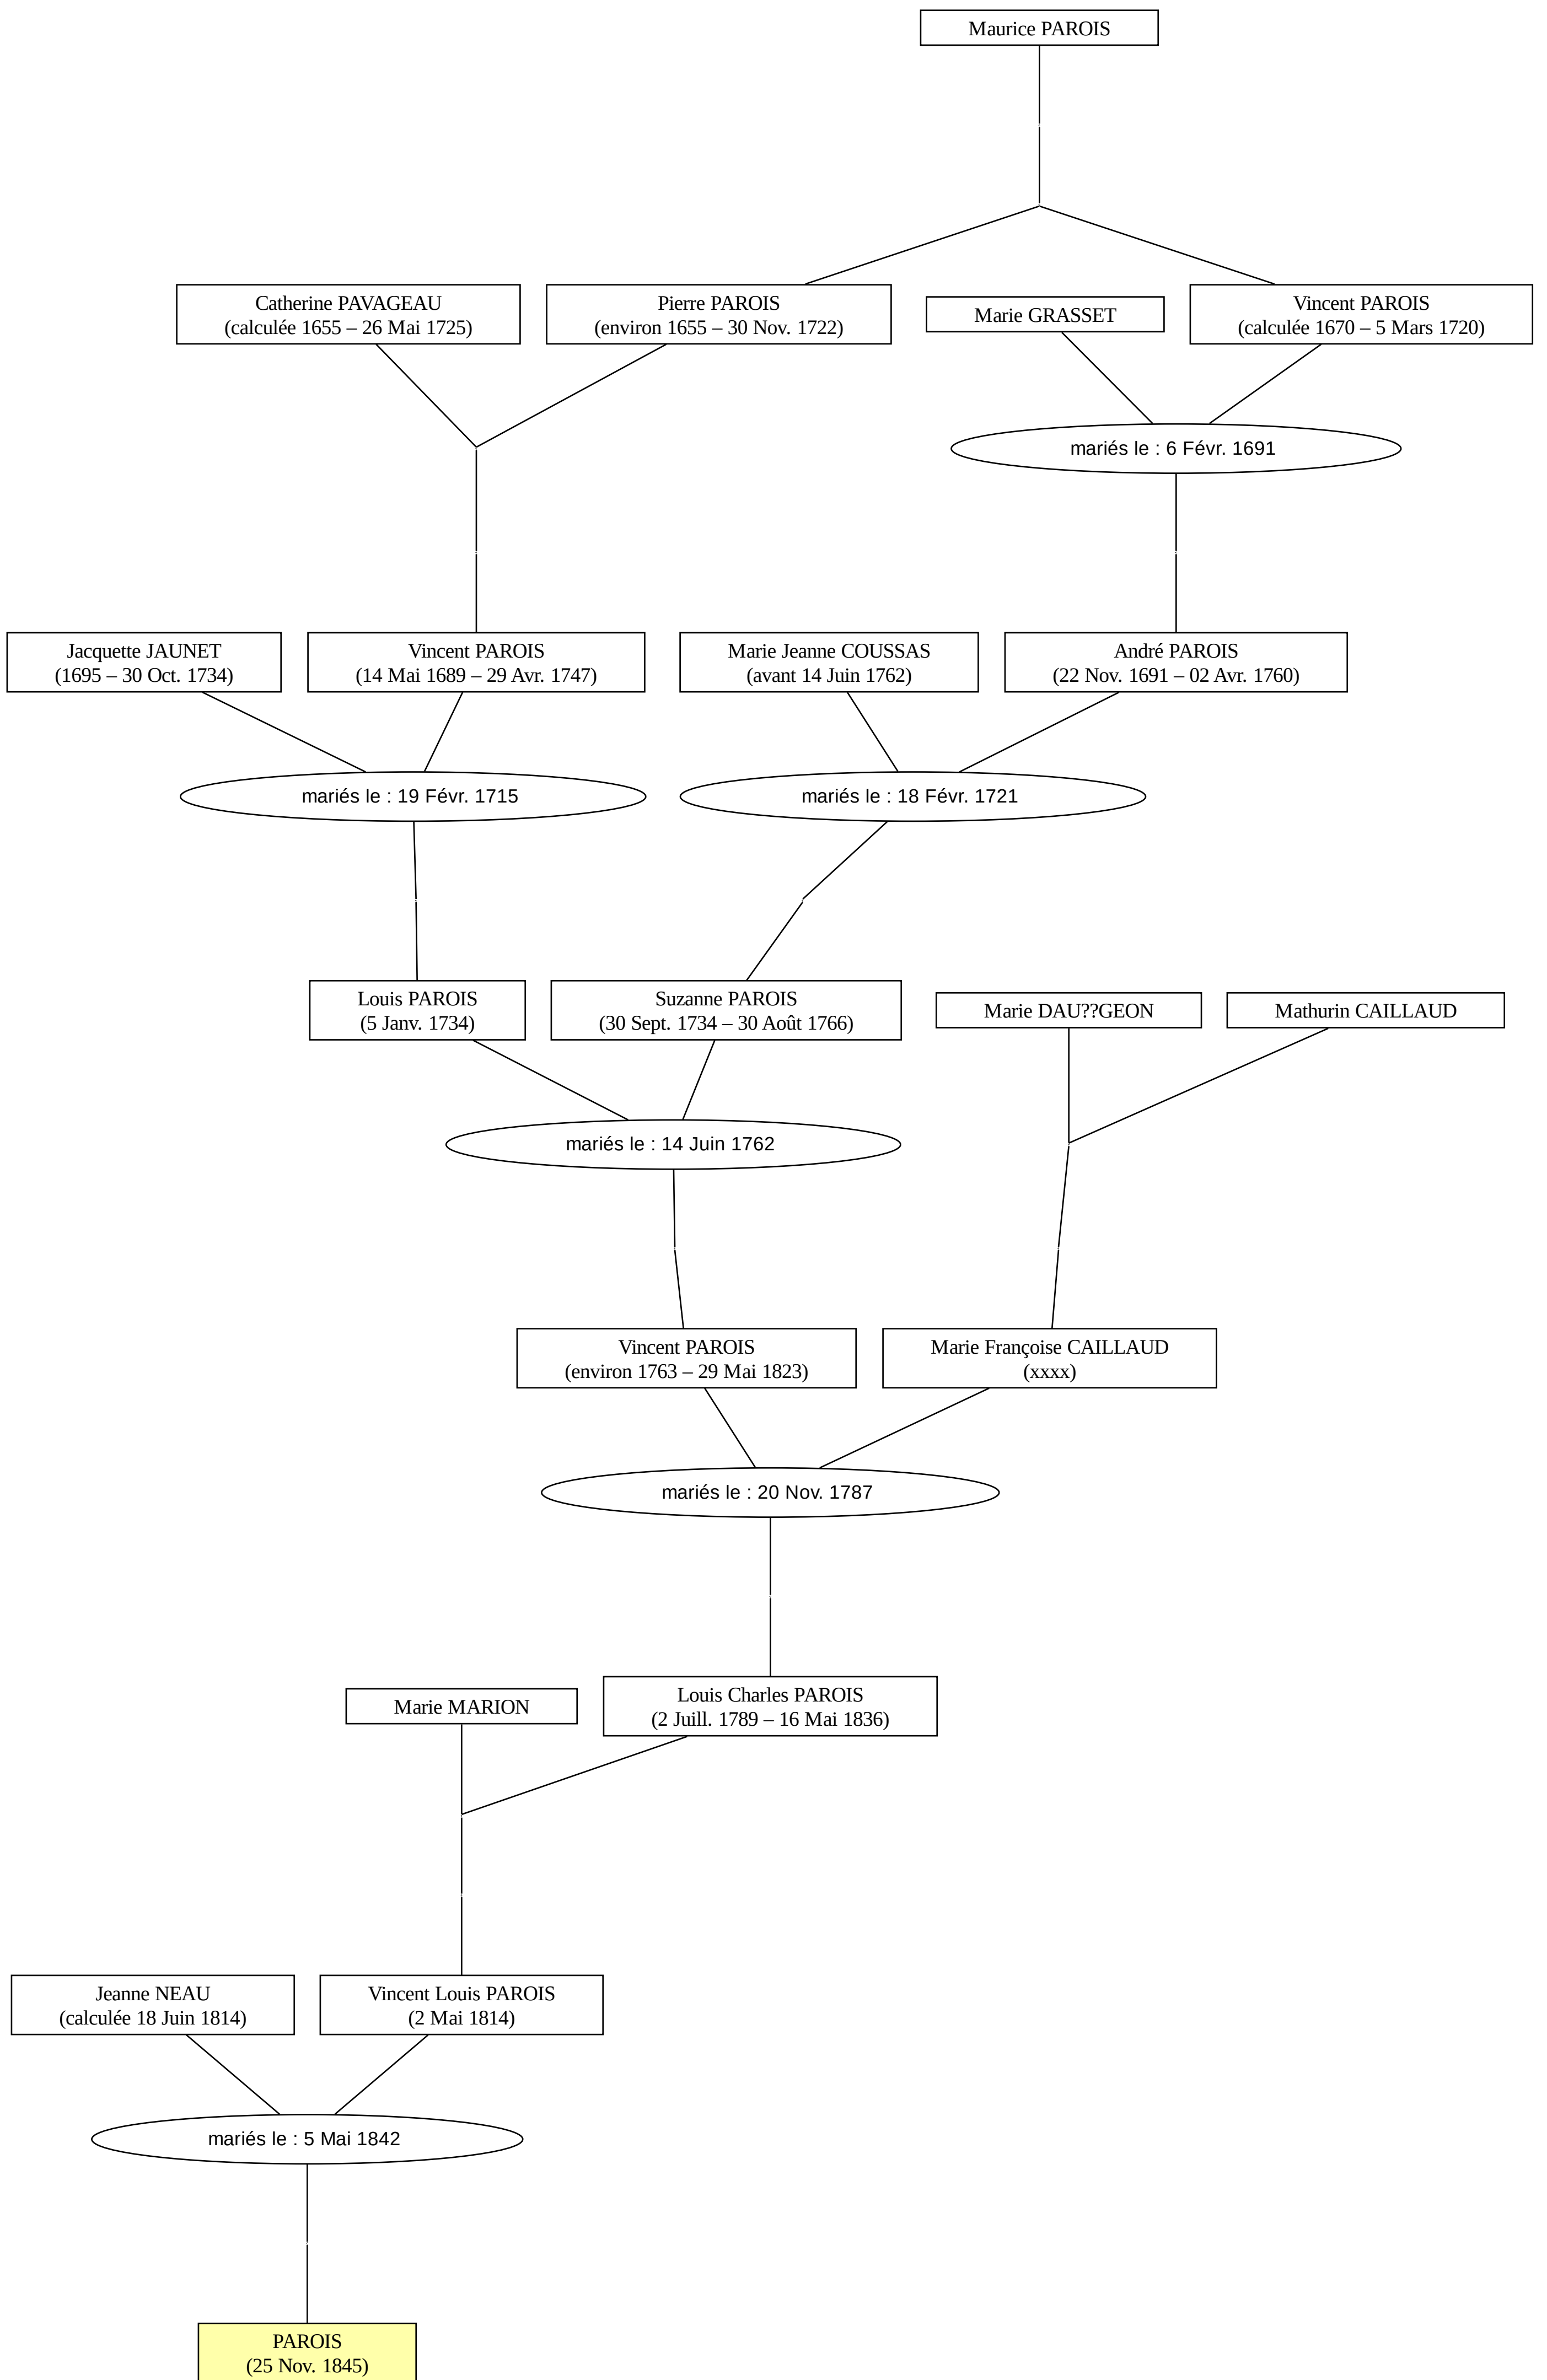 Maurice PAROIS
Catherine PAVAGEAU
(calculée 1655 – 26 Mai 1725)
Pierre PAROIS
(environ 1655 – 30 Nov. 1722)
Marie GRASSET
Vincent PAROIS
(calculée 1670 – 5 Mars 1720)
mariés le : 6 Févr. 1691
Jacquette JAUNET
(1695 – 30 Oct. 1734)
Vincent PAROIS
(14 Mai 1689 – 29 Avr. 1747)
Marie Jeanne COUSSAS
(avant 14 Juin 1762)
André PAROIS
(22 Nov. 1691 – 02 Avr. 1760)
mariés le : 19 Févr. 1715
mariés le : 18 Févr. 1721
Louis PAROIS
(5 Janv. 1734)
Suzanne PAROIS
(30 Sept. 1734 – 30 Août 1766)
Marie DAU??GEON
Mathurin CAILLAUD
mariés le : 14 Juin 1762
Vincent PAROIS
(environ 1763 – 29 Mai 1823)
Marie Françoise CAILLAUD
(xxxx)
mariés le : 20 Nov. 1787
Marie MARION
Louis Charles PAROIS
(2 Juill. 1789 – 16 Mai 1836)
Jeanne NEAU
(calculée 18 Juin 1814)
Vincent Louis PAROIS
(2 Mai 1814)
mariés le : 5 Mai 1842
PAROIS
(25 Nov. 1845)